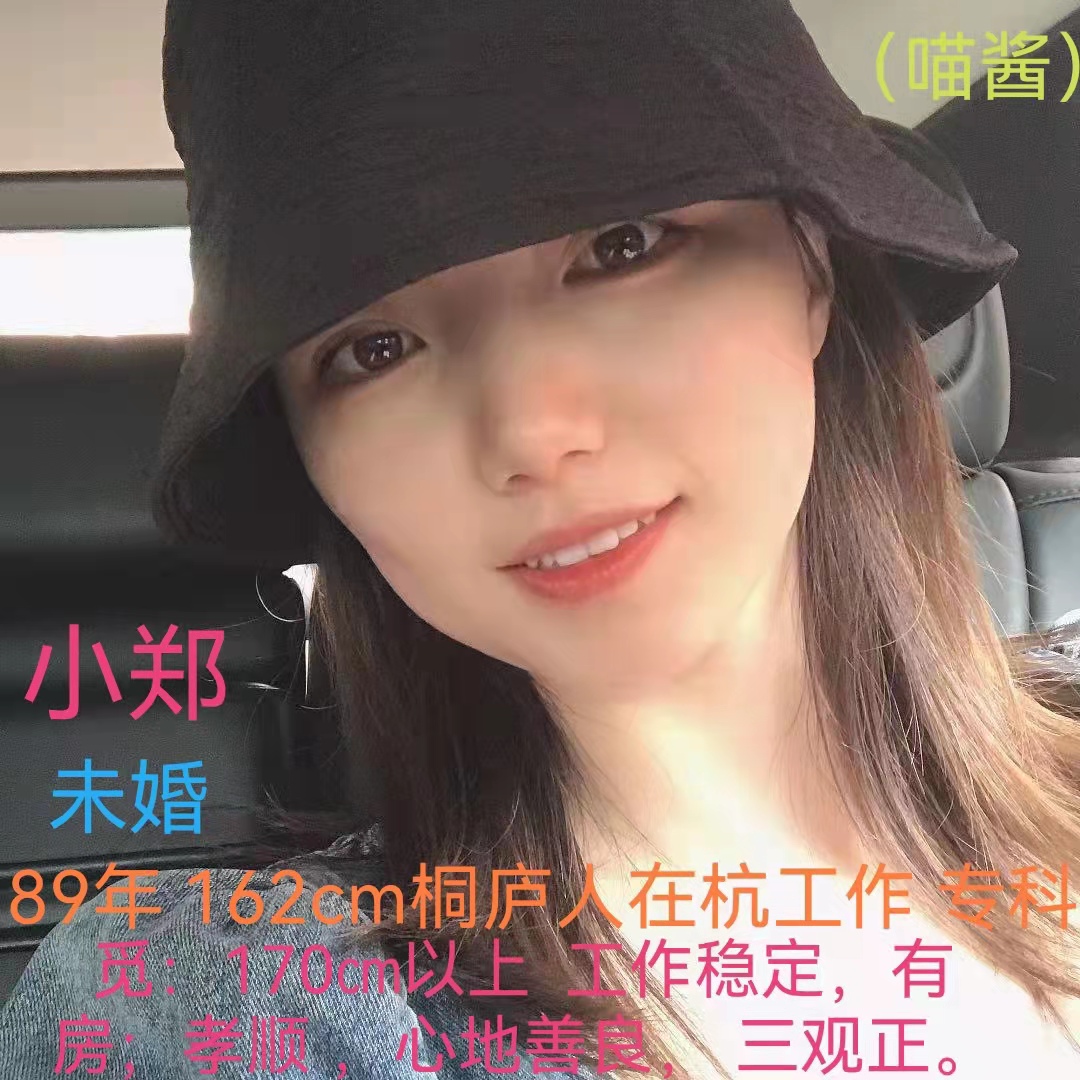 （喵酱）
小郑
未婚
89年 162cm桐庐人在杭工作 专科
觅：170㎝以上 工作稳定，有
房；孝顺，心地善良，三观正。